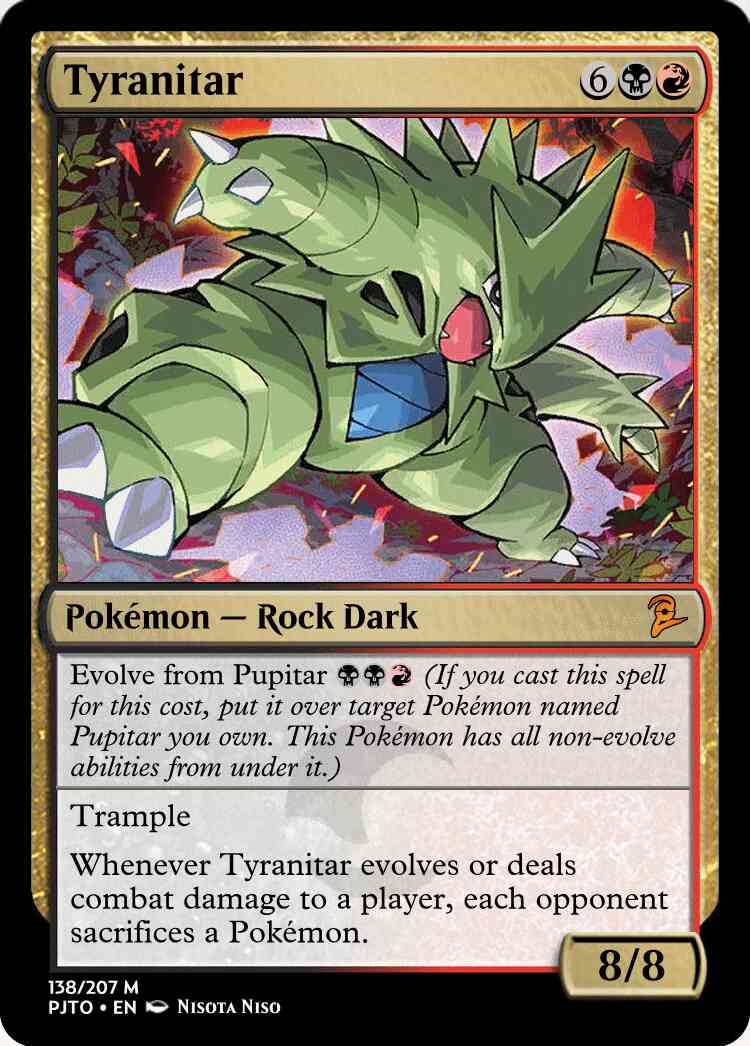 Tyranitar
6
Pokémon — Rock Dark
Evolve from Pupitar (If you cast this spell
for this cost, put it over target Pokémon named
Pupitar you own. This Pokémon has all non-evolve
abilities from under it.)
Trample
Whenever Tyranitar evolves or deals
combat damage to a player, each opponent
sacrifices a Pokémon.
8/8
138/207 M
PJTO • EN Nisota Niso